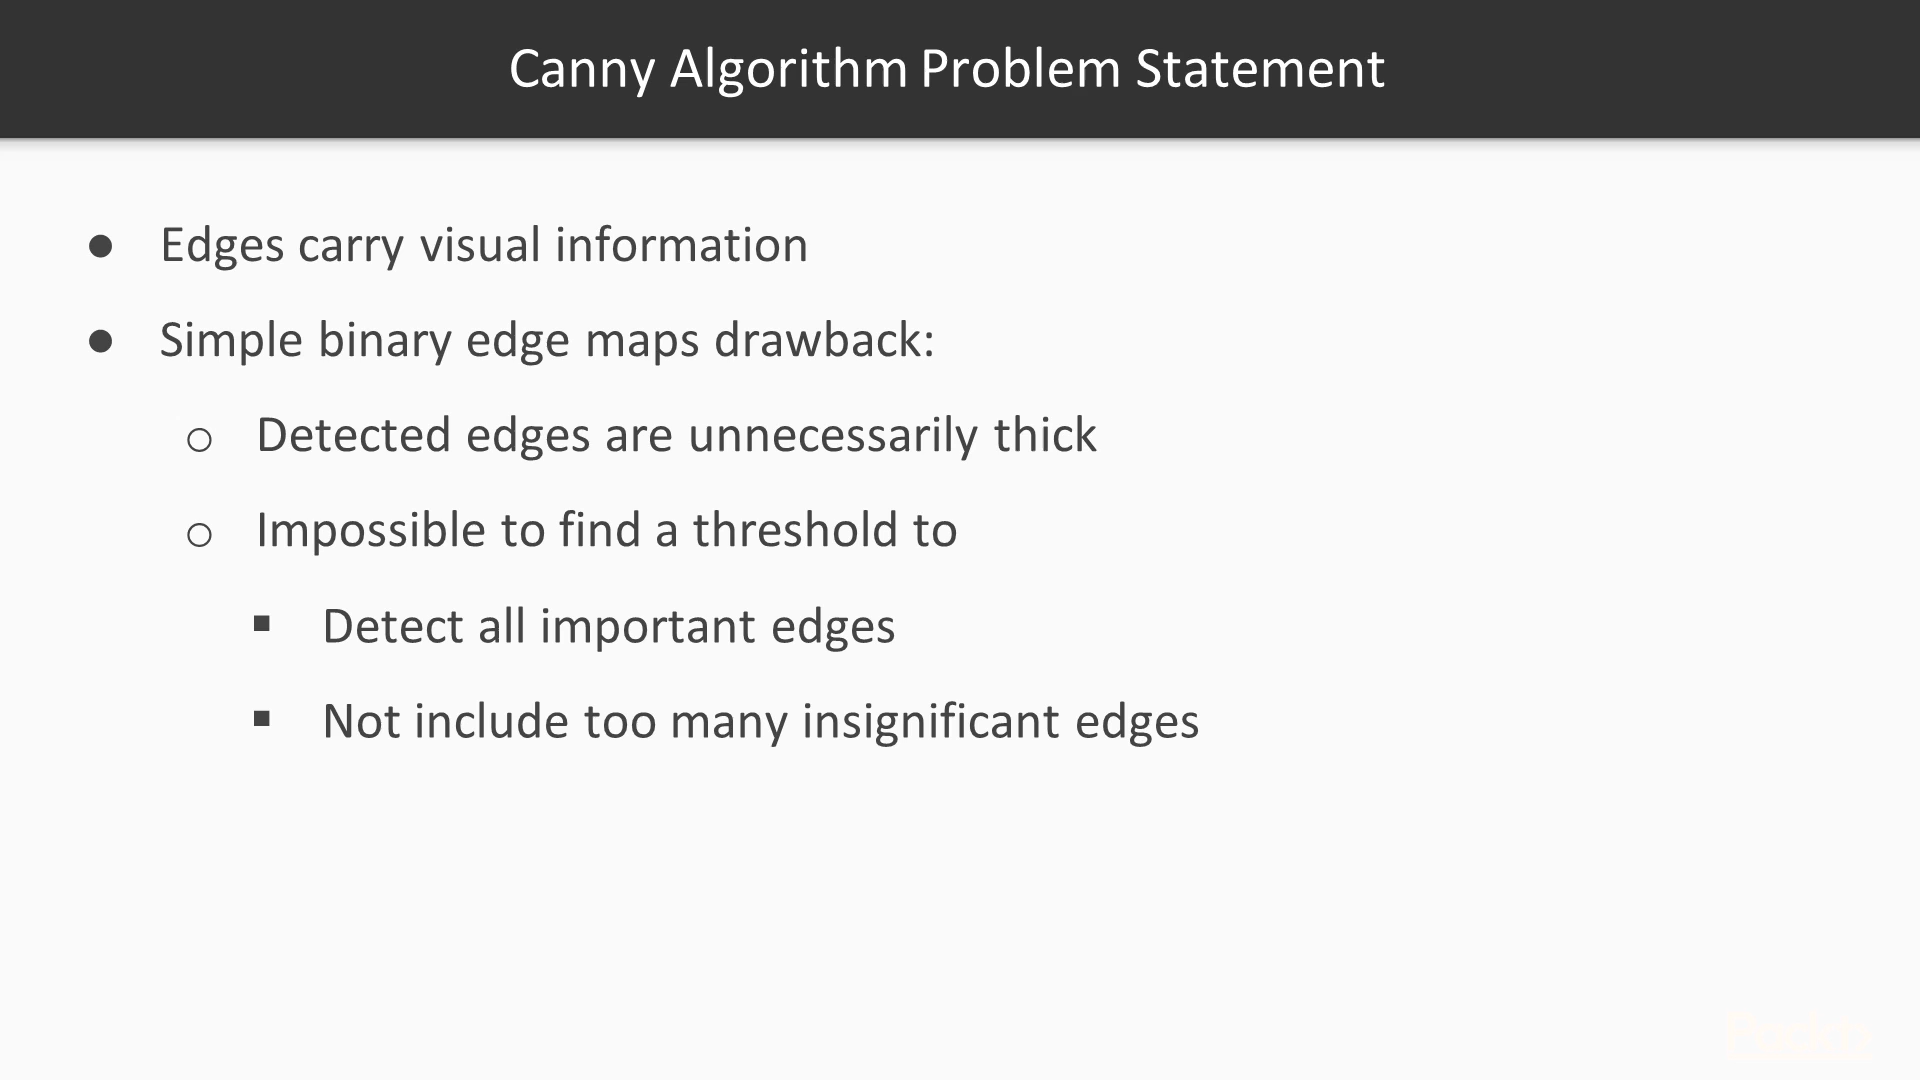 Canny Algorithm Problem Statement
● Edges carry visual information
● Simple binary edge maps drawback:
○ Detected edges are unnecessarily thick
○ Impossible to find a threshold to
▪ Detect all important edges
▪ Not include too many insignificant edges